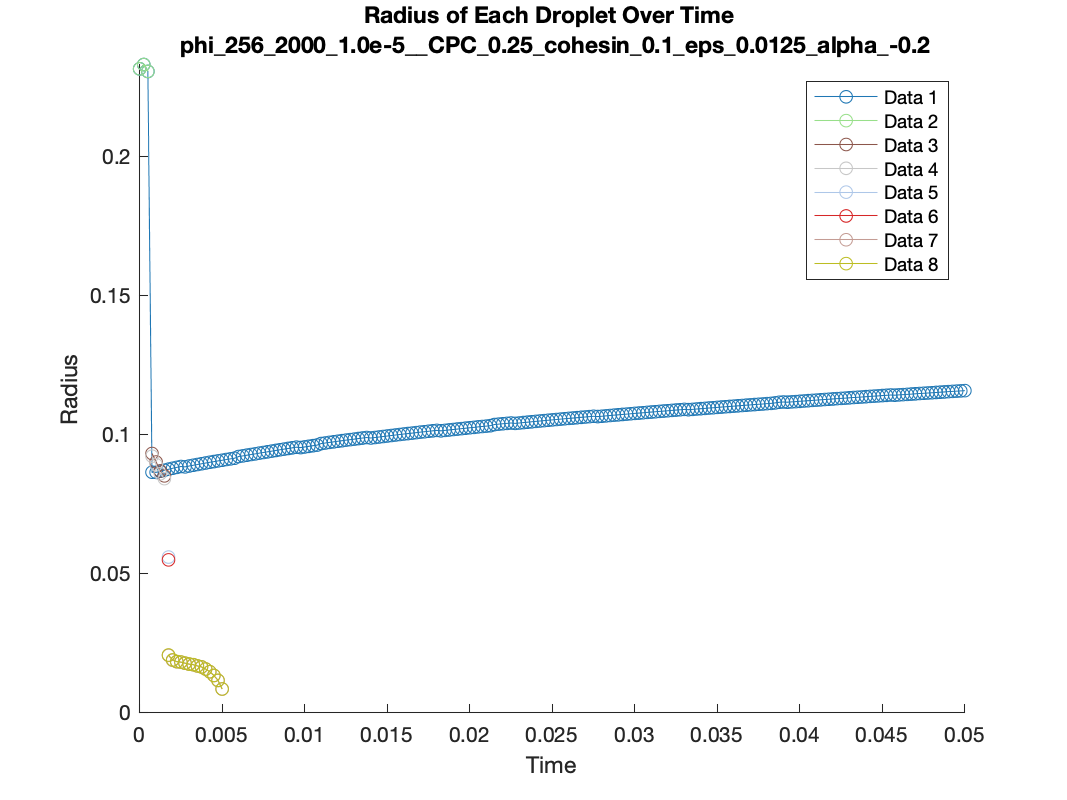 Radius of Each Droplet Over Time
phi_256_2000_1.0e-5__CPC_0.25_cohesin_0.1_eps_0.0125_alpha_-0.2
Data 1
Data 2
Data 3
Data 4
Data 5
Data 6
Data 7
Data 8
0.2
0.15
0.1
0.05
0
Radius
0
0.005
0.01
0.015
0.02
0.025
0.03
0.035
0.04
0.045
0.05
Time